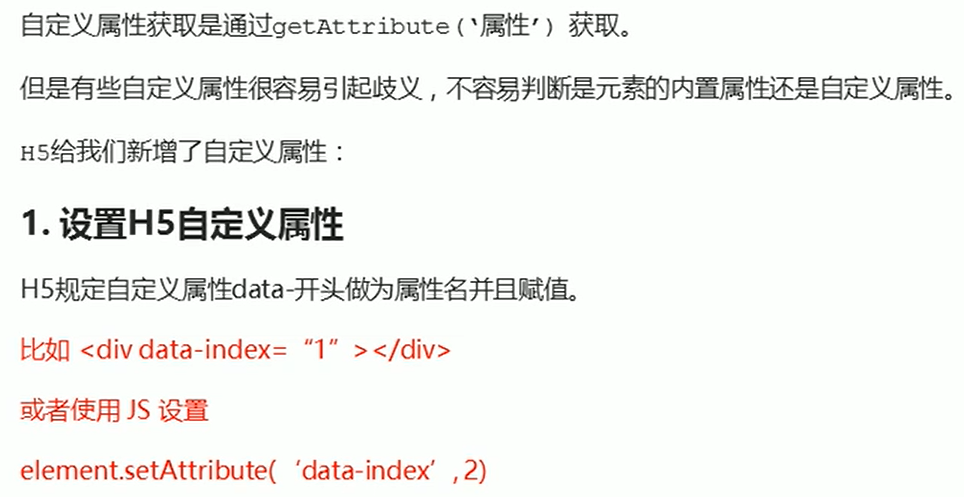 自定义属性获取是通过getAttribute(‘属性’) 获取。
但是有些自定义属性很容易引起歧义，不容易判断是元素的内置属性还是自定义属性。
H5给我们新增了自定义属性：
1. 设置H5自定义属性
H5规定自定义属性data-开头做为属性名并且赋值。
比如 <div data-index=“1”></div>
或者使用 JS 设置
element.setAttribute(‘data-index’, 2)